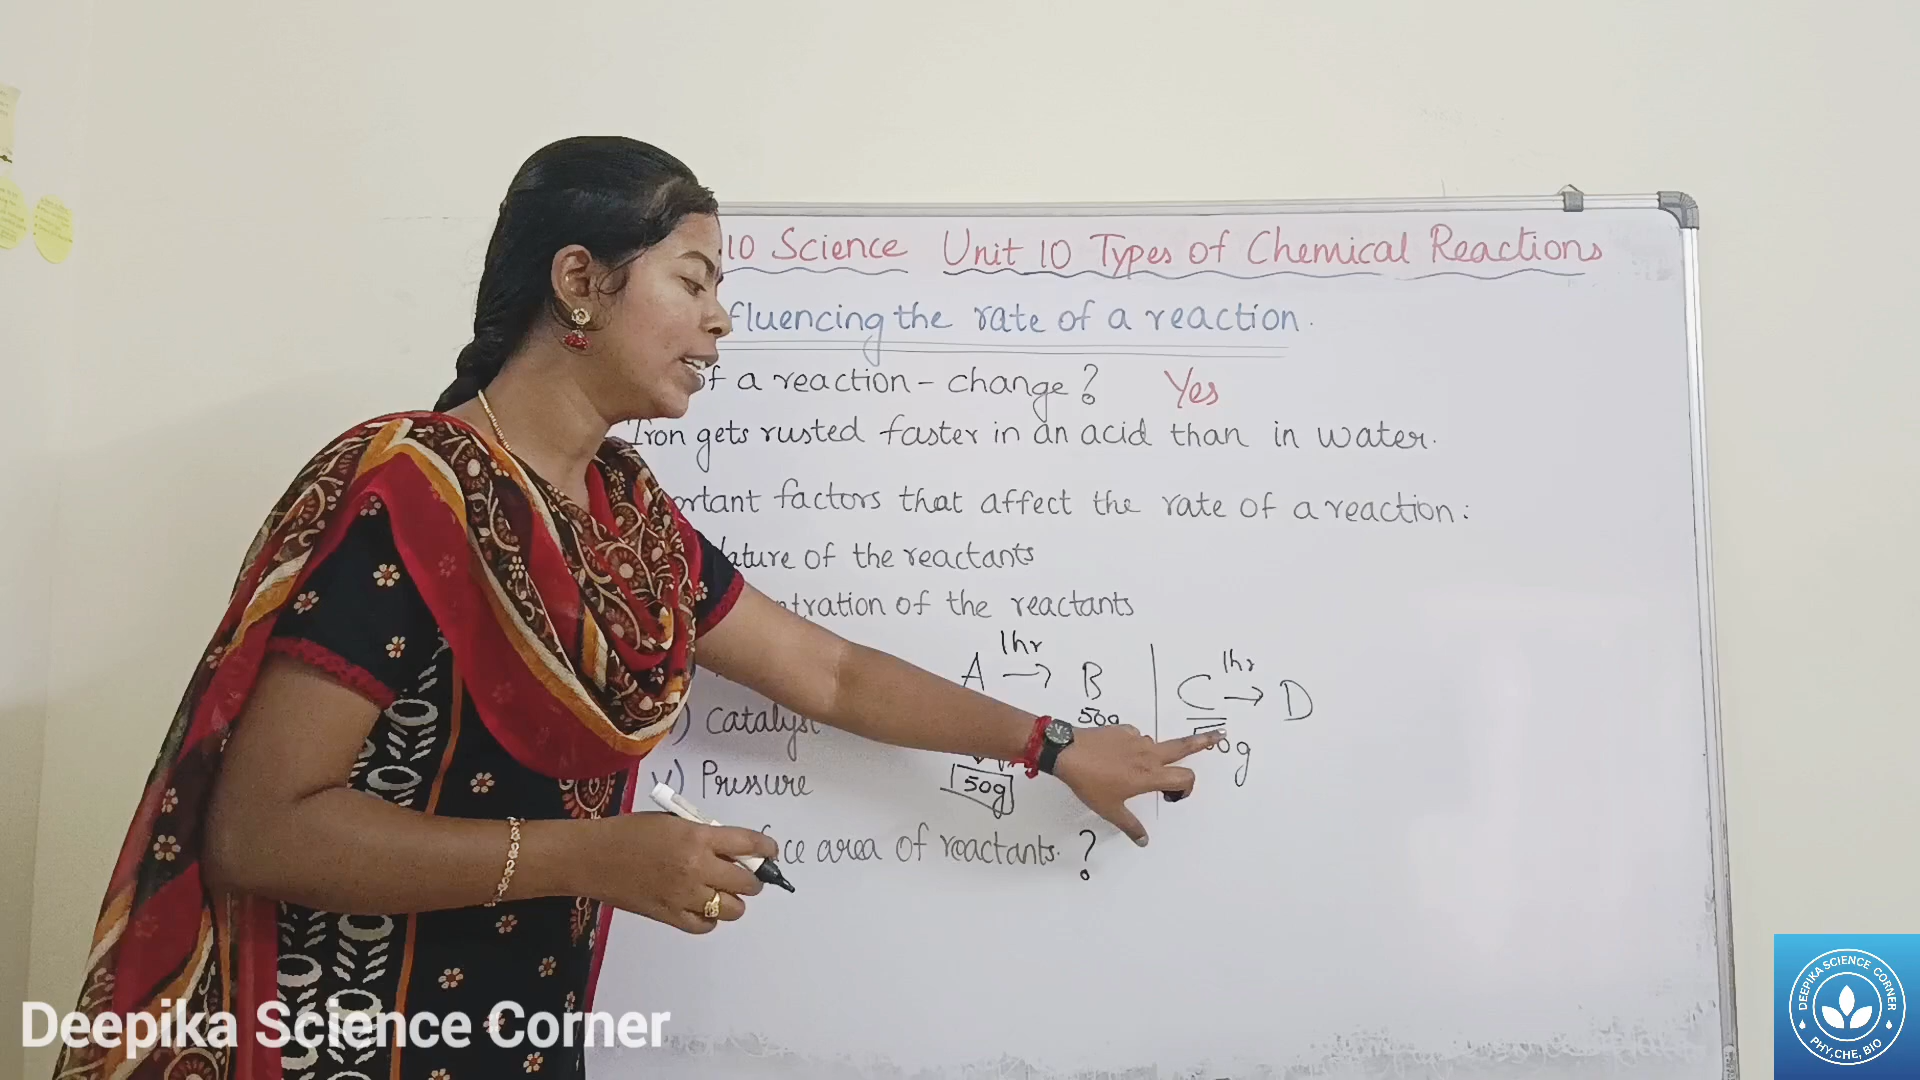 10 Science Unit 10 Types of Chemical Reactions
fluencing the rate of a reaction.
of a reaction - change? Yes
Iron gets rusted faster in an acid than in water.
ortant factors that affect the rate of a reaction:
ature of the reactants
tration of the reactants
1hr
A → B
50g
1hr
C → D
g
) Catalyst
v) Pressure
50g
ce area of reactants. ?
Deepika Science Corner
DEEPIKA SCIENCE CORNER
PHY, CHE, BIO